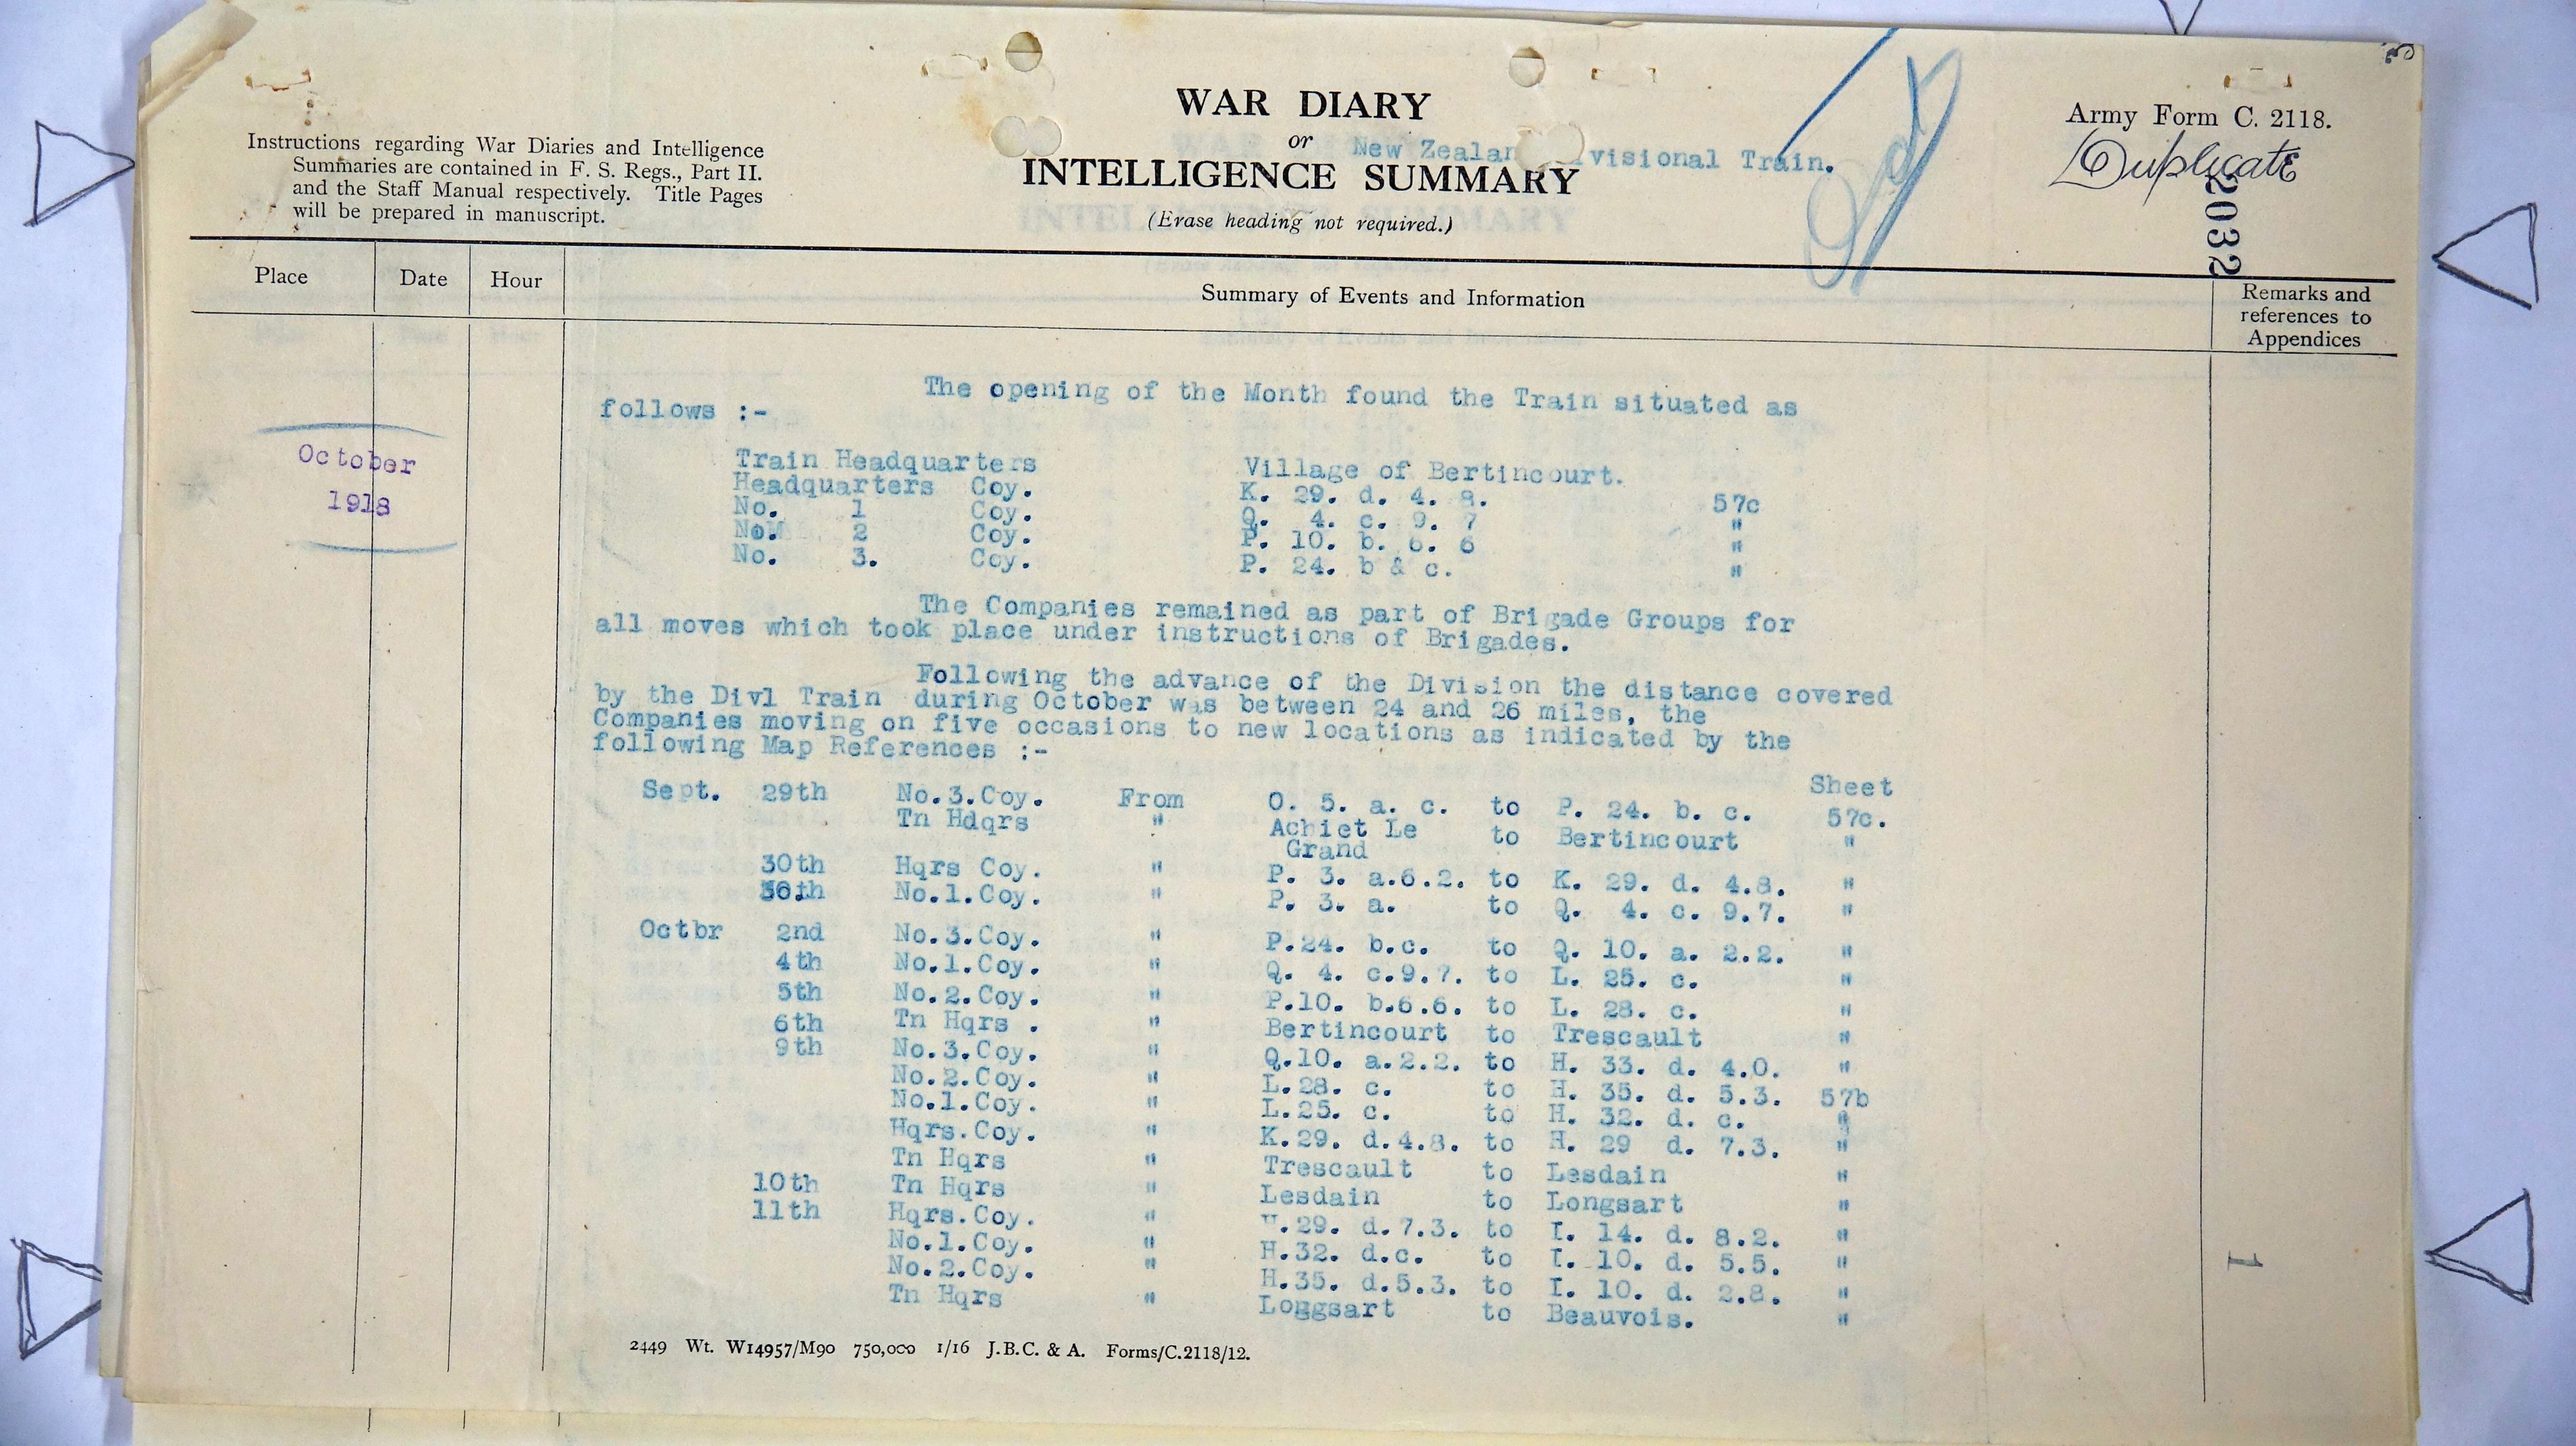 WAR DIARY
or New Zealan visional Train.
INTELLIGENCE SUMMARY
(Erase heading not required.)
Instructions regarding War Diaries and Intelligence
Summaries are contained in F. S. Regs., Part II.
and the Staff Manual respectively. Title Pages
will be prepared in manuscript.
Army Form C. 2118.
Duplicate
2032
Place Date Hour Summary of Events and Information Remarks and
references to
Appendices
October
1918
The opening of the Month found the Train situated as
follows :-
Train Headquarters Village of Bertincourt.
Headquarters Coy. K. 29. d. 4. 8. 57c
No. 1 Coy. Q. 4. c. 9. 7 "
No. 2 Coy. P. 10. b. 6. 6 "
No. 3. Coy. P. 24. b & c. "
The Companies remained as part of Brigade Groups for
all moves which took place under instructions of Brigades.
Following the advance of the Division the distance covered
by the Divl Train during October was between 24 and 26 miles, the
Companies moving on five occasions to new locations as indicated by the
following Map References :-
Sheet
Sept. 29th No.3.Coy. From O. 5. a. c. to P. 24. b. c. 57c.
Tn Hdqrs " Achiet Le to Bertincourt "
Grand
30th Hqrs Coy. " P. 3. a.6.2. to K. 29. d. 4.8. "
30th No.1.Coy. " P. 3. a. to Q. 4. c. 9.7. "
Octbr 2nd No.3.Coy. " P.24. b.c. to Q. 10. a. 2.2. "
4th No.1.Coy. " Q. 4. c.9.7. to L. 25. c. "
5th No.2.Coy. " P.10. b.6.6. to L. 28. c. "
6th Tn Hqrs . " Bertincourt to Trescault "
9th No.3.Coy. " Q.10. a.2.2. to H. 33. d. 4.0. "
No.2.Coy. " L.28. c. to H. 35. d. 5.3. 57b
No.1.Coy. " L.25. c. to H. 32. d. c. "
Hqrs.Coy. " K.29. d.4.8. to H. 29 d. 7.3. "
Tn Hqrs " Trescault to Lesdain "
10th Tn Hqrs " Lesdain to Longsart "
11th Hqrs.Coy. " H.29. d.7.3. to I. 14. d. 8.2. "
No.1.Coy. " H.32. d.c. to I. 10. d. 5.5. "
No.2.Coy. " H.35. d.5.3. to I. 10. d. 2.8. "
Tn Hqrs " Loggsart to Beauvois. "
1
2449 Wt. W14957/M90 750,000 1/16 J.B.C. & A. Forms/C.2118/12.